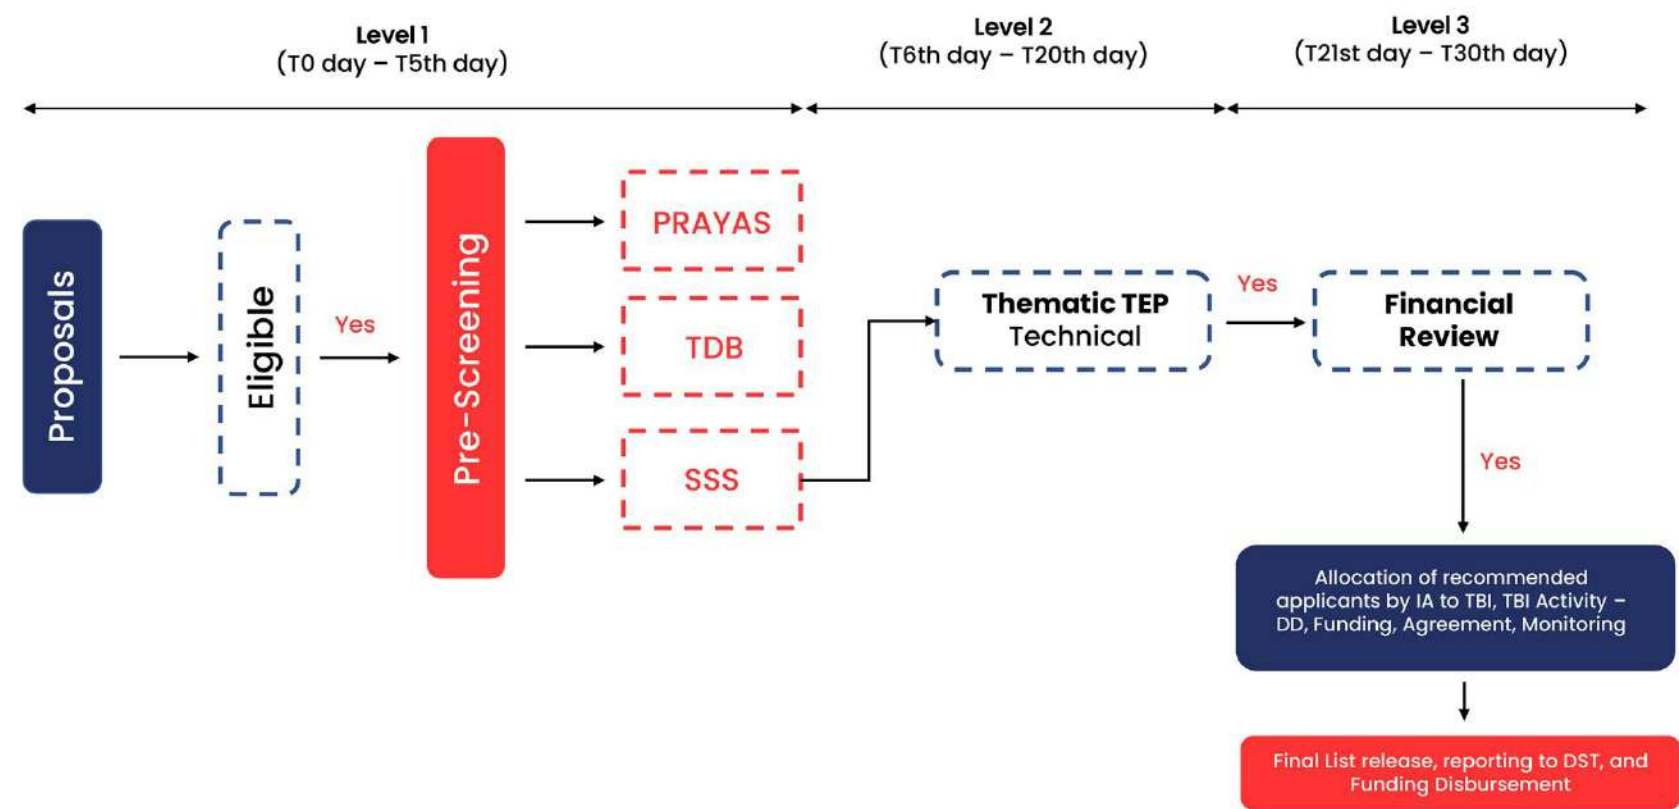 Level 1
(T0 day – T5th day)
Level 2
(T6th day – T20th day)
Level 3
(T21st day – T30th day)
Proposals
Eligible
Yes
Pre-Screening
PRAYAS
TDB
SSS
Thematic TEP
Technical
Yes
Financial
Review
Yes
Allocation of recommended
applicants by IA to TBI, TBI Activity –
DD, Funding, Agreement, Monitoring
Final List release, reporting to DST, and
Funding Disbursement